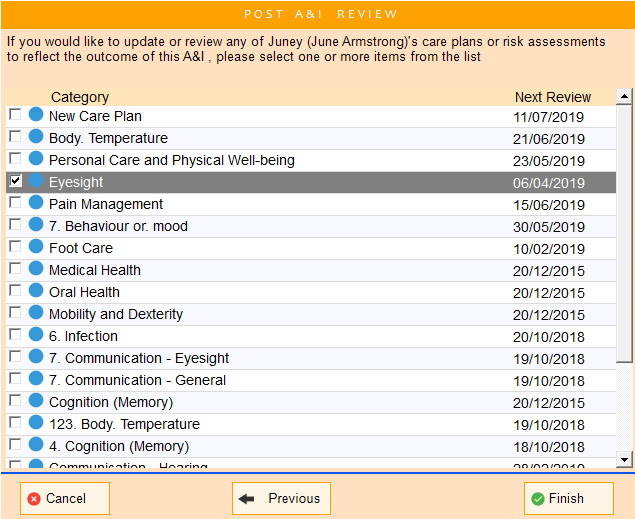 POST A&I REVIEW
If you would like to update or review any of Juney (June Armstrong)'s care plans or risk assessments
to reflect the outcome of this A&I , please select one or more items from the list
Category Next Review
New Care Plan 11/07/2019
Body. Temperature 21/06/2019
Personal Care and Physical Well-being 23/05/2019
Eyesight 06/04/2019
Pain Management 15/06/2019
7. Behaviour or. mood 30/05/2019
Foot Care 10/02/2019
Medical Health 20/12/2015
Oral Health 20/12/2015
Mobility and Dexterity 20/12/2015
6. Infection 20/10/2018
7. Communication - Eyesight 19/10/2018
7. Communication - General 19/10/2018
Cognition (Memory) 20/12/2015
123. Body. Temperature 19/10/2018
4. Cognition (Memory) 18/10/2018
Communication - Hearing
Cancel Previous Finish